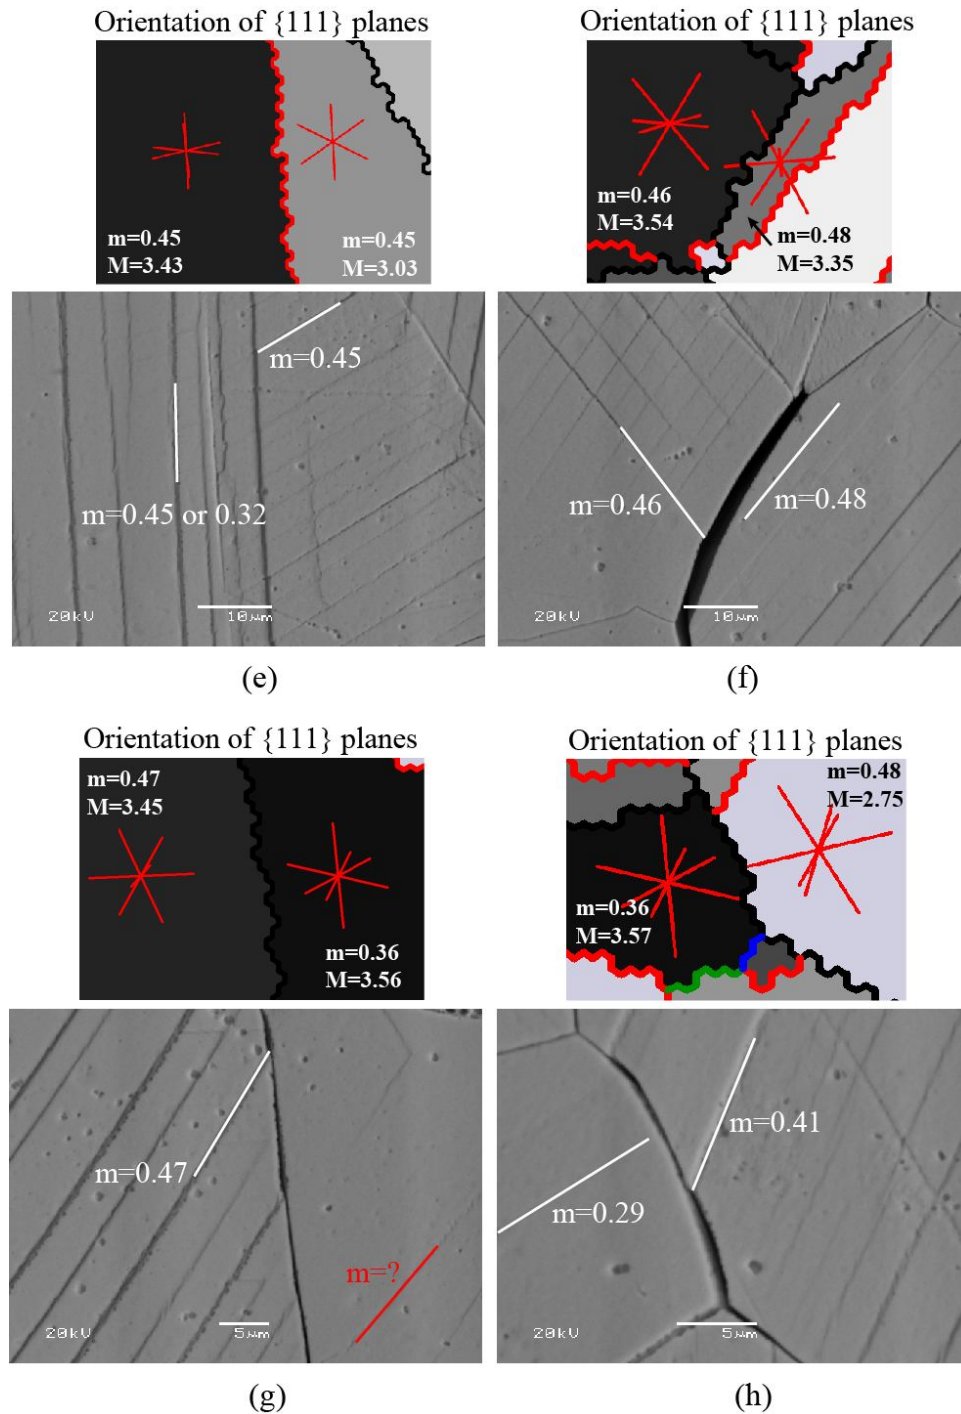 Orientation of {111} planes
m=0.45
M=3.43
m=0.45
M=3.03
Orientation of {111} planes
m=0.46
M=3.54
m=0.48
M=3.35
m=0.45
m=0.45 or 0.32
20kV
10μm
m=0.46
m=0.48
20kV
10μm
(e)
(f)
Orientation of {111} planes
m=0.47
M=3.45
m=0.36
M=3.56
Orientation of {111} planes
m=0.48
M=2.75
m=0.36
M=3.57
m=0.47
m=?
20kV
5μm
m=0.41
m=0.29
20kV
5μm
(g)
(h)